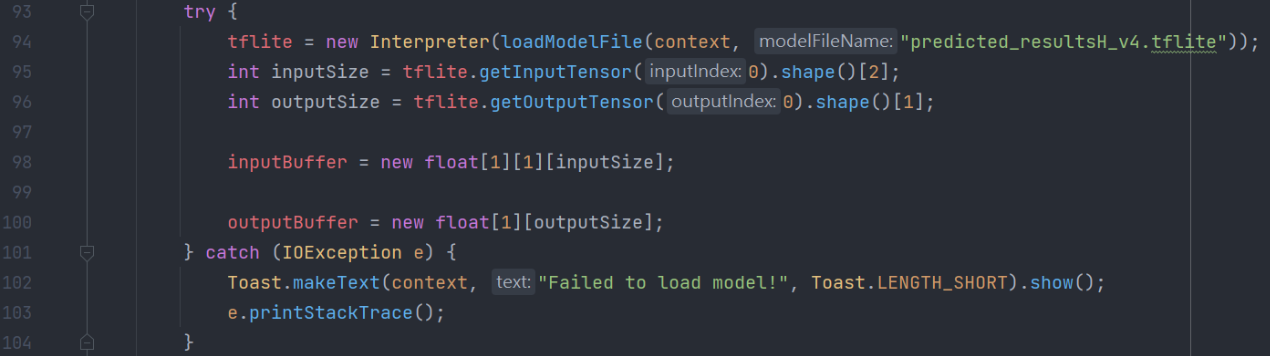 93 try {
94 tflite = new Interpreter(loadModelFile(context, modelFileName: "predicted_resultsH_v4.tflite"));
95 int inputSize = tflite.getInputTensor( inputIndex: 0).shape()[2];
96 int outputSize = tflite.getOutputTensor( outputIndex: 0).shape()[1];
97
98 inputBuffer = new float[1][1][inputSize];
99
100 outputBuffer = new float[1][outputSize];
101 } catch (IOException e) {
102 Toast.makeText(context, text: "Failed to load model!", Toast.LENGTH_SHORT).show();
103 e.printStackTrace();
104 }